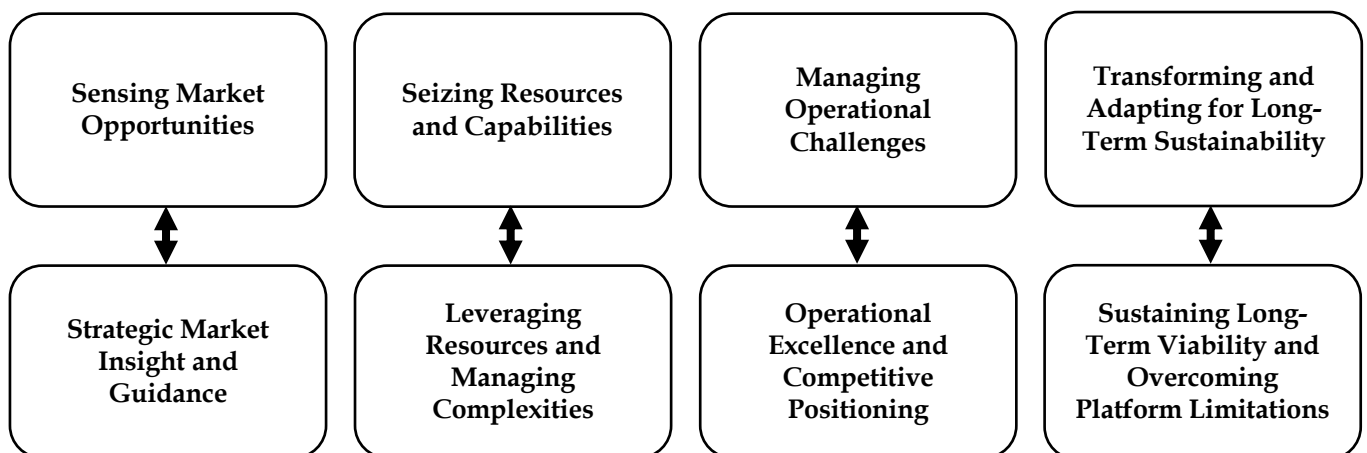 Sensing Market
Opportunities
Seizing Resources
and Capabilities
Managing
Operational
Challenges
Transforming and
Adapting for Long-
Term Sustainability
Strategic Market
Insight and
Guidance
Leveraging
Resources and
Managing
Complexities
Operational
Excellence and
Competitive
Positioning
Sustaining Long-
Term Viability and
Overcoming
Platform Limitations